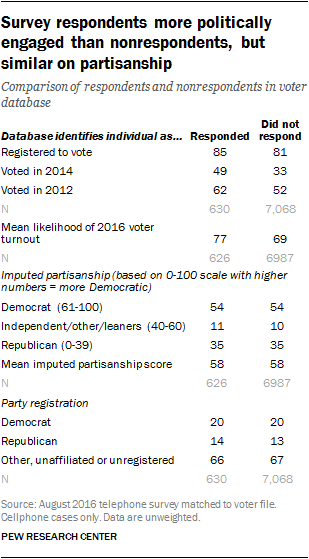 Survey respondents more politically
engaged than nonrespondents, but
similar on partisanship
Comparison of respondents and nonrespondents in voter
database
Database identifies individual as... Responded Did not
respond
Registered to vote 85 81
Voted in 2014 49 33
Voted in 2012 62 52
N 630 7,068
Mean likelihood of 2016 voter
turnout 77 69
N 626 6987
Imputed partisanship (based on 0-100 scale with higher
numbers = more Democratic)
Democrat (61-100) 54 54
Independent/other/leaners (40-60) 11 10
Republican (0-39) 35 35
Mean imputed partisanship score 58 58
N 626 6987
Party registration
Democrat 20 20
Republican 14 13
Other, unaffiliated or unregistered 66 67
N 630 7,068
Source: August 2016 telephone survey matched to voter file.
Cellphone cases only. Data are unweighted.
PEW RESEARCH CENTER